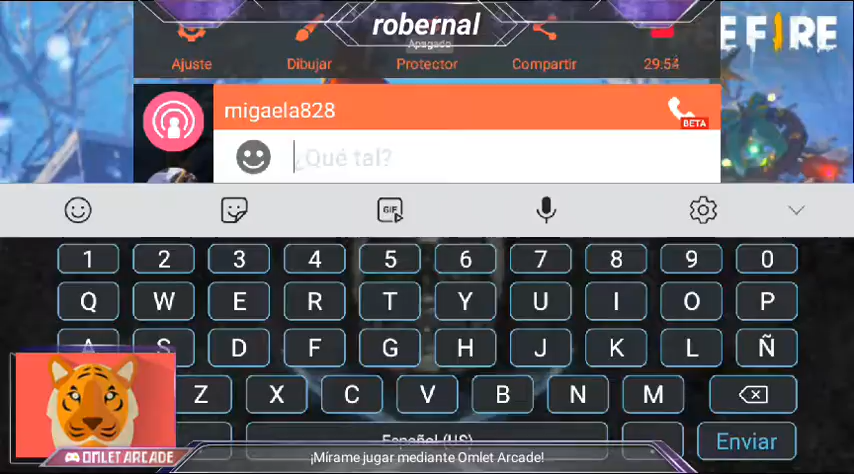 robernal
FIRE
Apagado
Ajuste
Dibujar
Protector
Compartir
29:54
migaela828
BETA
¿Qué tal?
GIF
1 2 3 4 5 6 7 8 9 0
Q W E R T Y U I O P
A S D F G H J K L Ñ
Z X C V B N M
Español (US)
Enviar
OMLET ARCADE
¡Mírame jugar mediante Omlet Arcade!